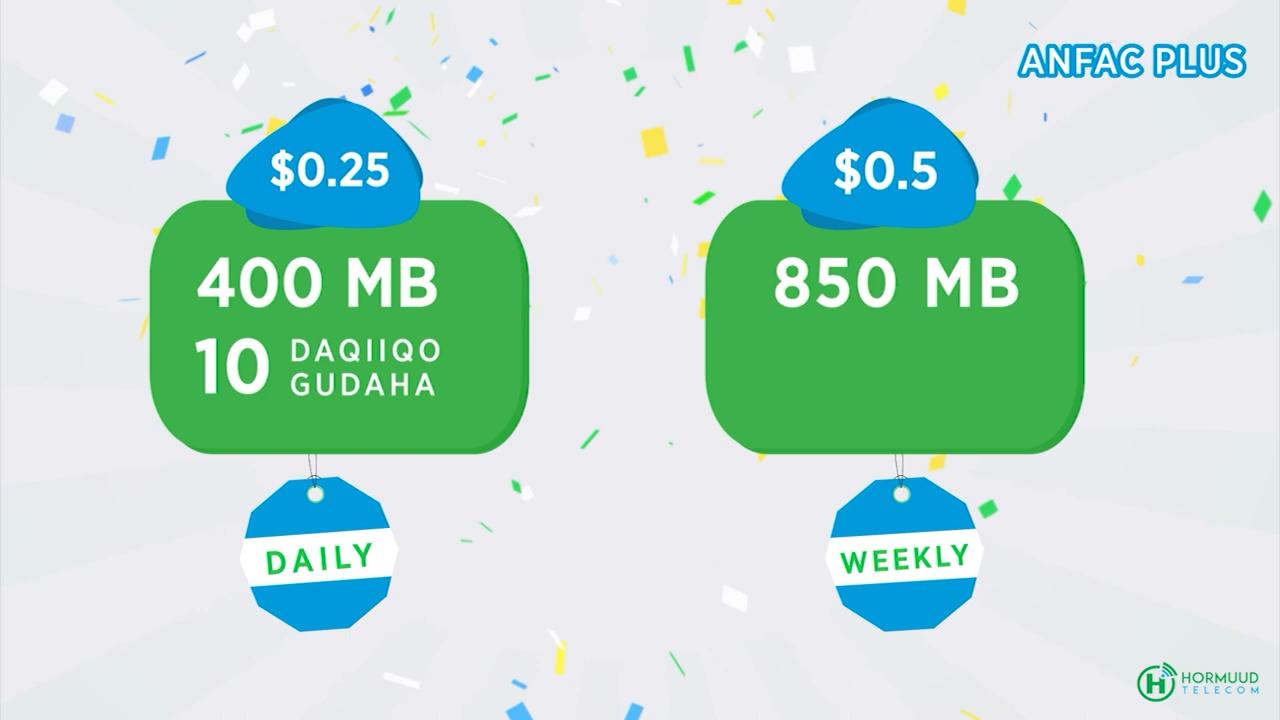 ANFAC PLUS
$0.25
400 MB
10 DAQIIQO
GUDAHA
DAILY
$0.5
850 MB
WEEKLY
HORMUUD
TELECOM